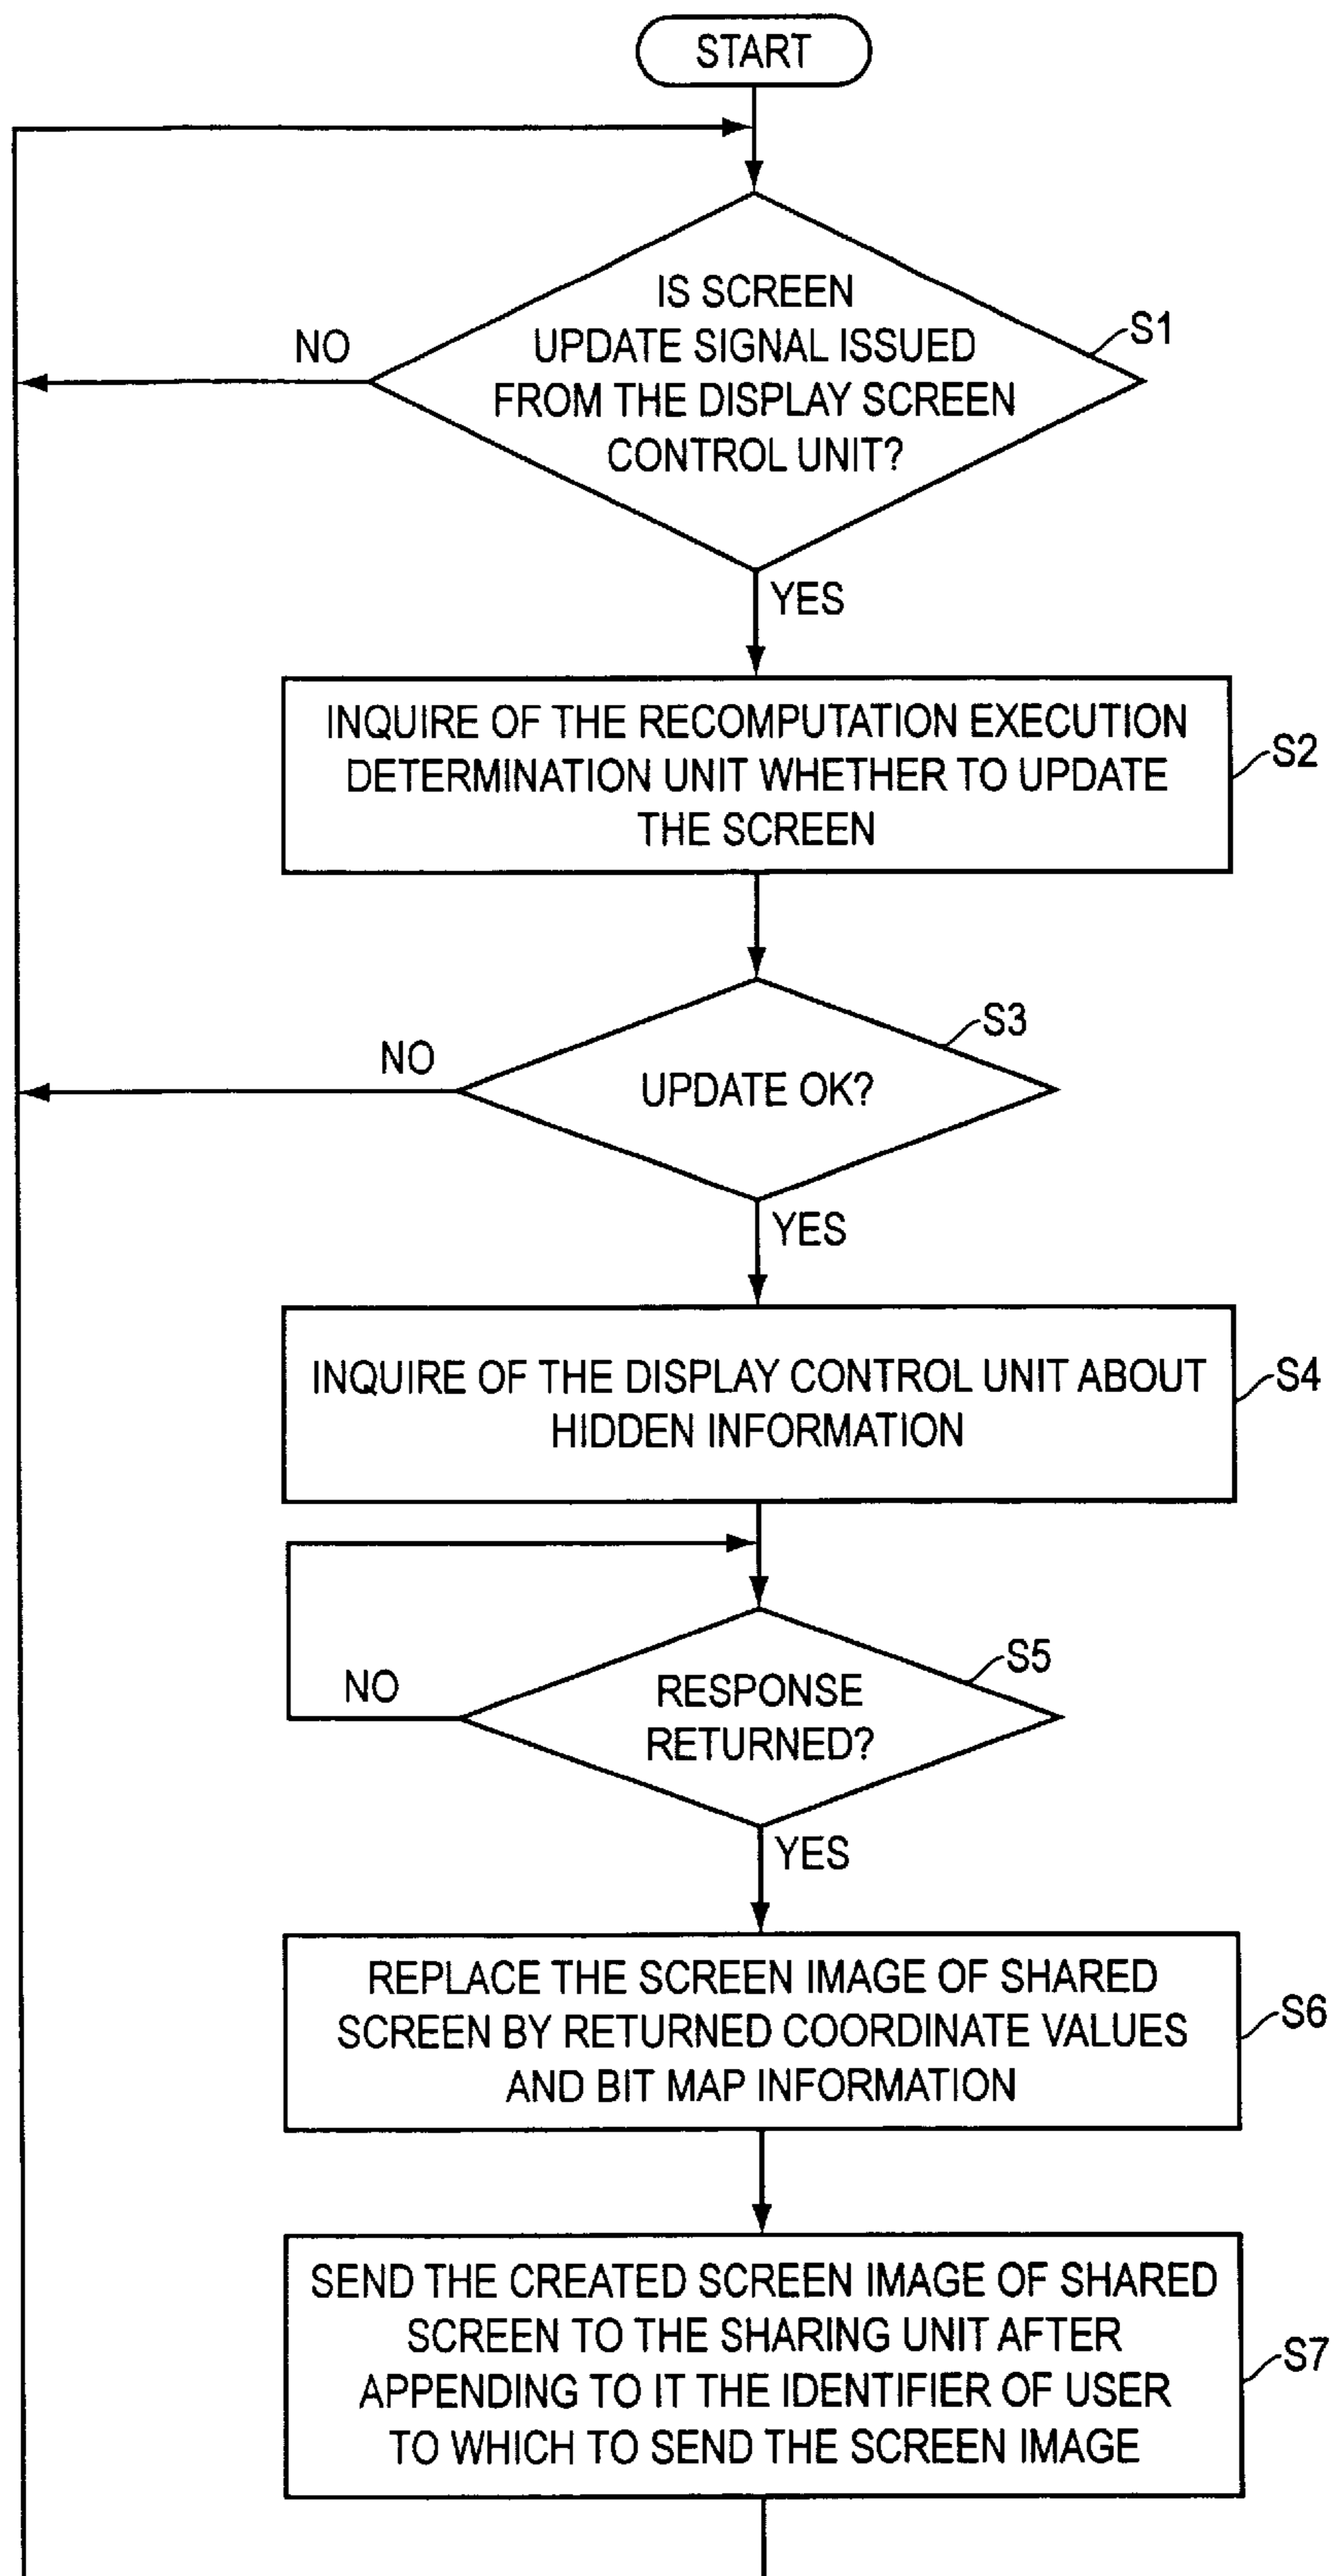 START
IS SCREEN
UPDATE SIGNAL ISSUED
FROM THE DISPLAY SCREEN
CONTROL UNIT?
S1
NO
YES
INQUIRE OF THE RECOMPUTATION EXECUTION
DETERMINATION UNIT WHETHER TO UPDATE
THE SCREEN
S2
UPDATE OK?
S3
NO
YES
INQUIRE OF THE DISPLAY CONTROL UNIT ABOUT
HIDDEN INFORMATION
S4
RESPONSE
RETURNED?
S5
NO
YES
REPLACE THE SCREEN IMAGE OF SHARED
SCREEN BY RETURNED COORDINATE VALUES
AND BIT MAP INFORMATION
S6
SEND THE CREATED SCREEN IMAGE OF SHARED
SCREEN TO THE SHARING UNIT AFTER
APPENDING TO IT THE IDENTIFIER OF USER
TO WHICH TO SEND THE SCREEN IMAGE
S7